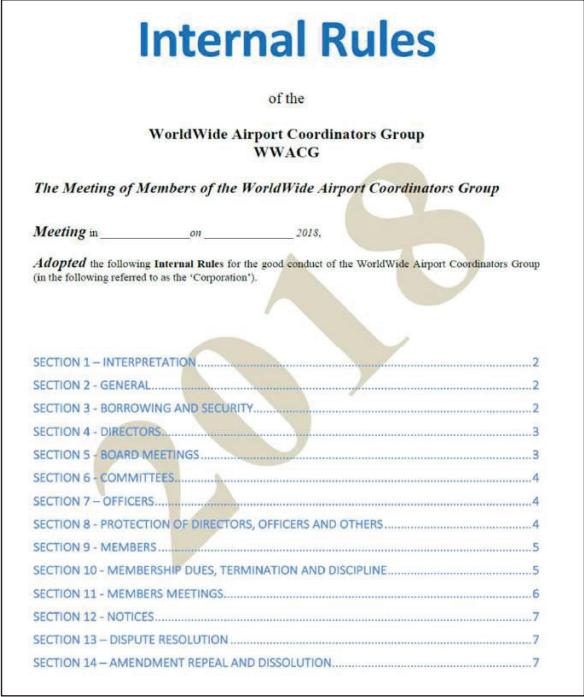 Internal Rules
of the
WorldWide Airport Coordinators Group
WWACG
The Meeting of Members of the WorldWide Airport Coordinators Group
Meeting in ____________________on ____________________ 2018,
Adopted the following Internal Rules for the good conduct of the WorldWide Airport Coordinators Group
(in the following referred to as the ‘Corporation’).
2018
SECTION 1 – INTERPRETATION........................................2
SECTION 2 - GENERAL........................................2
SECTION 3 - BORROWING AND SECURITY........................................2
SECTION 4 - DIRECTORS........................................3
SECTION 5 - BOARD MEETINGS........................................3
SECTION 6 - COMMITTEES........................................4
SECTION 7 – OFFICERS........................................4
SECTION 8 - PROTECTION OF DIRECTORS, OFFICERS AND OTHERS........................................4
SECTION 9 - MEMBERS........................................5
SECTION 10 - MEMBERSHIP DUES, TERMINATION AND DISCIPLINE........................................5
SECTION 11 - MEMBERS MEETINGS........................................6
SECTION 12 - NOTICES........................................7
SECTION 13 – DISPUTE RESOLUTION........................................7
SECTION 14 – AMENDMENT REPEAL AND DISSOLUTION........................................7